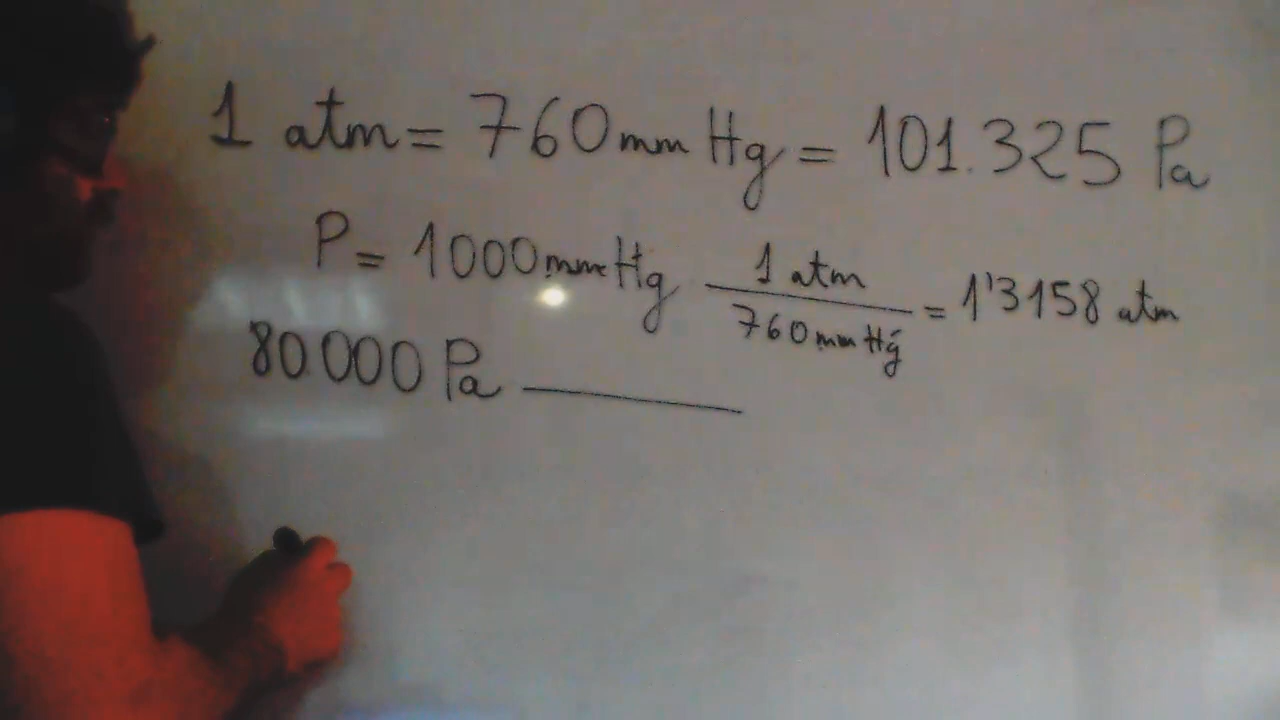 1 atm = 760 mm Hg = 101.325 Pa
P = 1000 mm Hg 1 atm / 760 mm Hg = 1'3158 atm
80.000 Pa